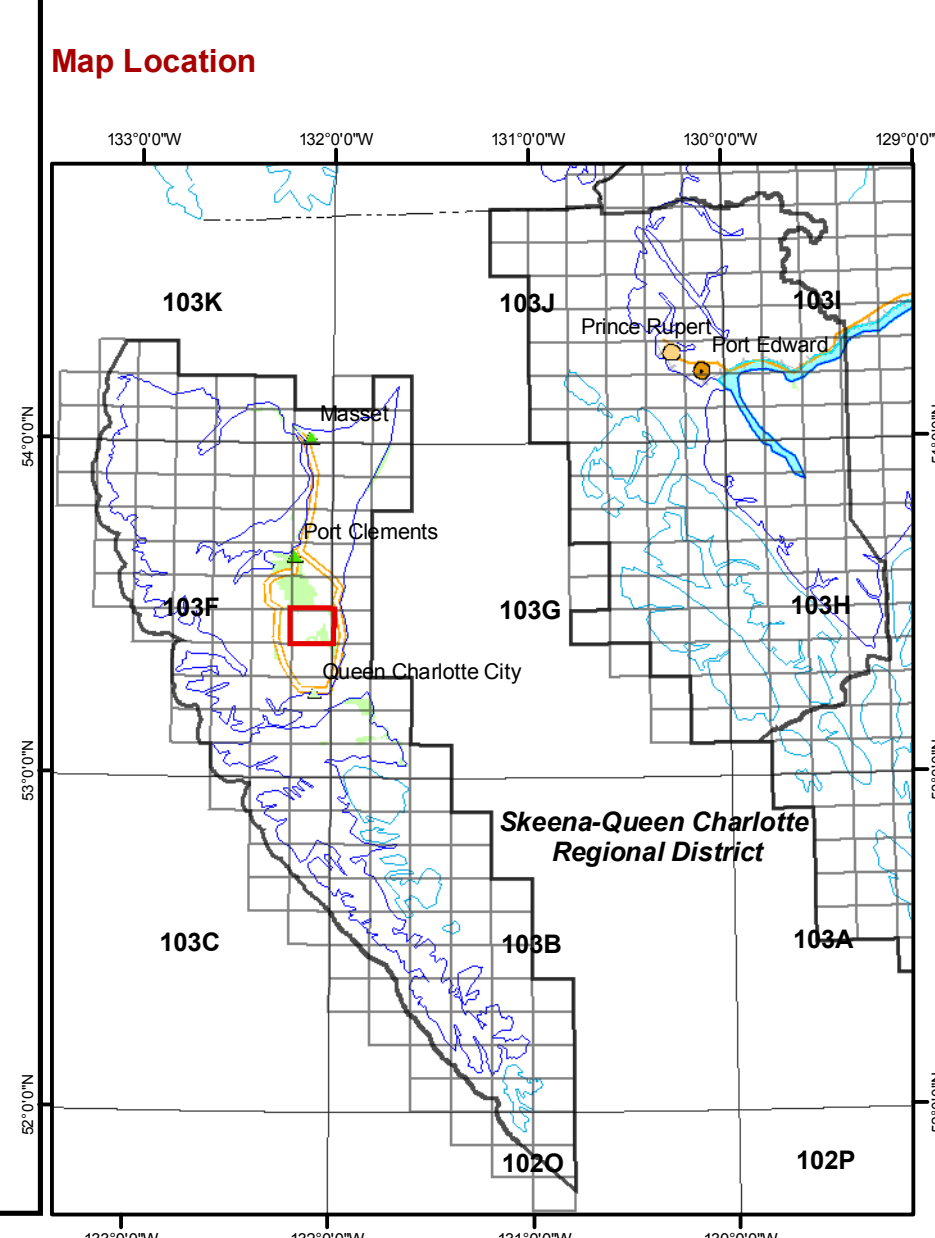 Map Location
133°0'0"W
132°0'0"W
131°0'0"W
130°0'0"W
129°0'0"
103K
103J
103I
Prince Rupert
Port Edward
Masset
54°0'0"N
Port Clements
103F
103G
103H
Queen Charlotte City
53°0'0"N
Skeena-Queen Charlotte
Regional District
103C
103B
103A
52°0'0"N
102O
102P